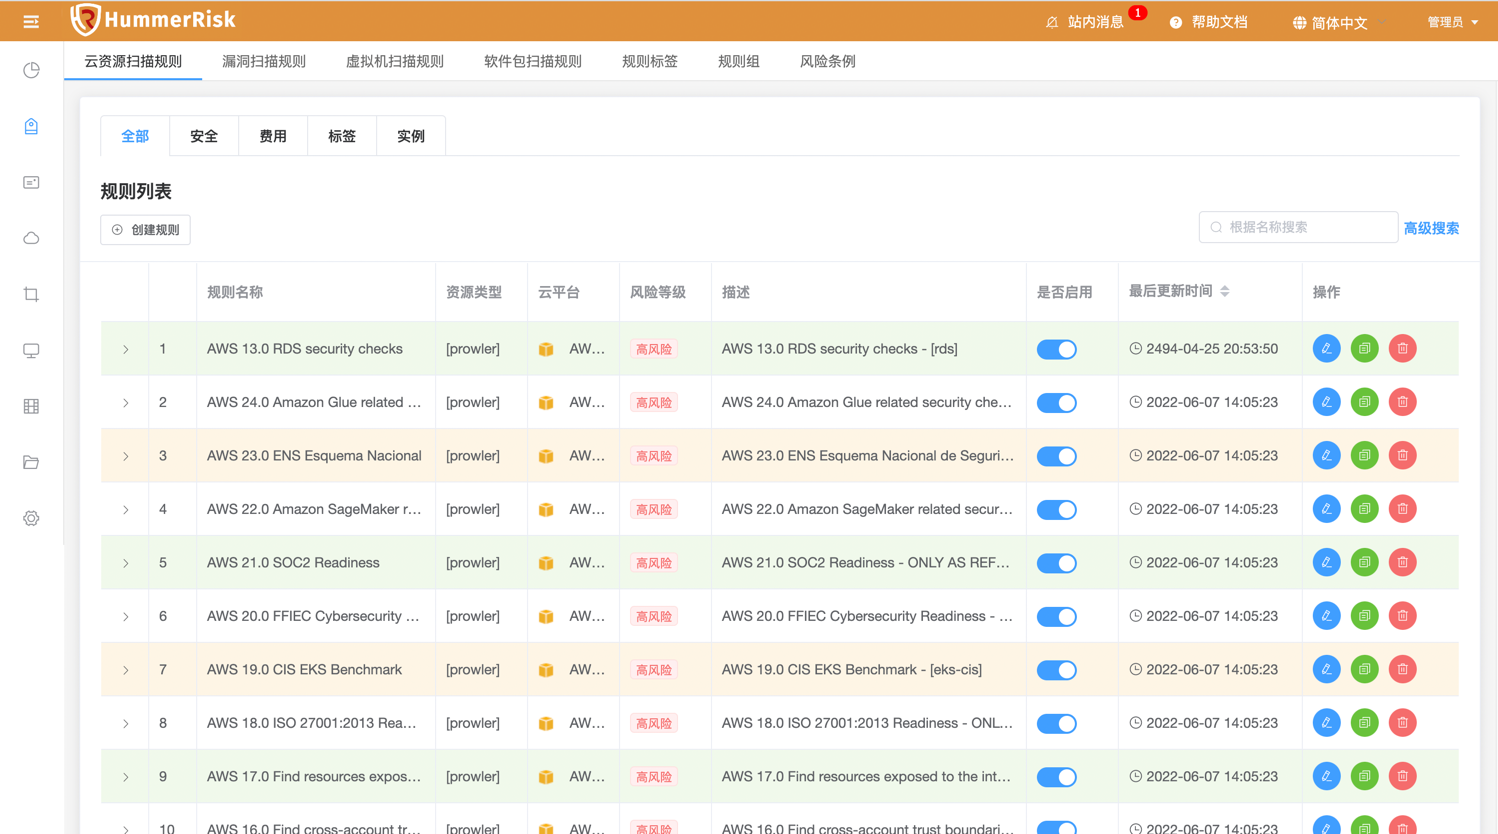 HummerRisk
站内消息 1 帮助文档 简体中文 管理员
云资源扫描规则 漏洞扫描规则 虚拟机扫描规则 软件包扫描规则 规则标签 规则组 风险条例
全部 安全 费用 标签 实例
规则列表
创建规则 根据名称搜索 高级搜索
规则名称 资源类型 云平台 风险等级 描述 是否启用 最后更新时间 操作
1 AWS 13.0 RDS security checks [prowler] AW... 高风险 AWS 13.0 RDS security checks - [rds] 2494-04-25 20:53:50
2 AWS 24.0 Amazon Glue related ... [prowler] AW... 高风险 AWS 24.0 Amazon Glue related security che... 2022-06-07 14:05:23
3 AWS 23.0 ENS Esquema Nacional [prowler] AW... 高风险 AWS 23.0 ENS Esquema Nacional de Seguri... 2022-06-07 14:05:23
4 AWS 22.0 Amazon SageMaker r... [prowler] AW... 高风险 AWS 22.0 Amazon SageMaker related secur... 2022-06-07 14:05:23
5 AWS 21.0 SOC2 Readiness [prowler] AW... 高风险 AWS 21.0 SOC2 Readiness - ONLY AS REF... 2022-06-07 14:05:23
6 AWS 20.0 FFIEC Cybersecurity ... [prowler] AW... 高风险 AWS 20.0 FFIEC Cybersecurity Readiness - ... 2022-06-07 14:05:23
7 AWS 19.0 CIS EKS Benchmark [prowler] AW... 高风险 AWS 19.0 CIS EKS Benchmark - [eks-cis] 2022-06-07 14:05:23
8 AWS 18.0 ISO 27001:2013 Rea... [prowler] AW... 高风险 AWS 18.0 ISO 27001:2013 Readiness - ONL... 2022-06-07 14:05:23
9 AWS 17.0 Find resources expos... [prowler] AW... 高风险 AWS 17.0 Find resources exposed to the int... 2022-06-07 14:05:23
10 AWS 16.0 Find cross-account tr... [prowler] AW... 高风险 AWS 16.0 Find cross-account trust boundari... 2022-06-07 14:05:23